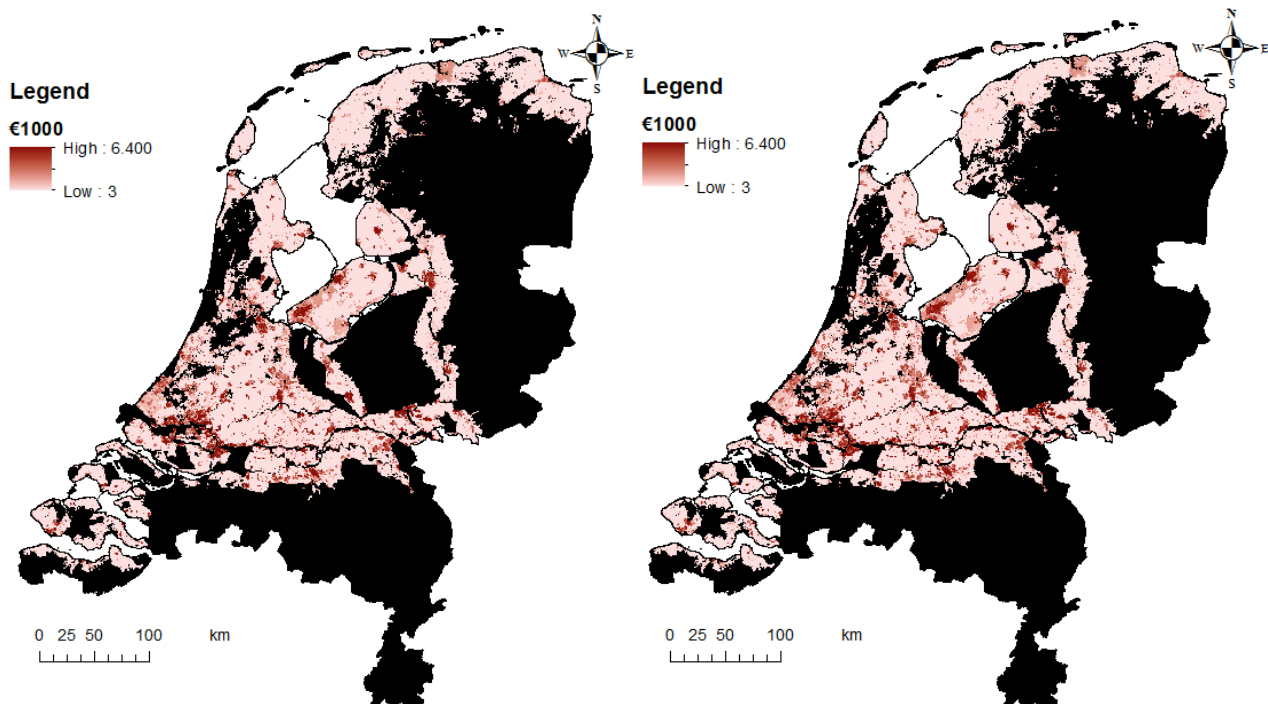 N
W E
S
Legend
€1000
High : 6.400
Low : 3
0 25 50 100 km
N
W E
S
Legend
€1000
High : 6.400
Low : 3
0 25 50 100 km